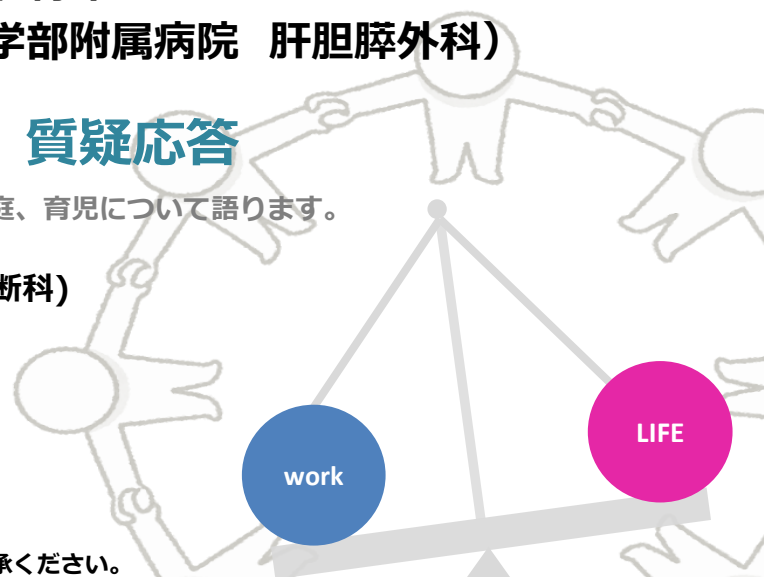 学部附属病院 肝胆膵外科）
質疑応答
庭、育児について語ります。
断科)
LIFE
work
承ください。